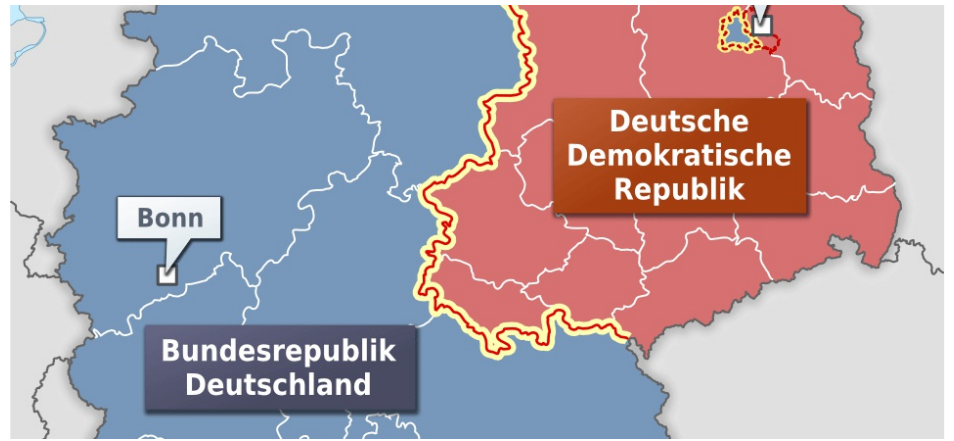 Deutsche
Demokratische
Republik
Bonn
Bundesrepublik
Deutschland